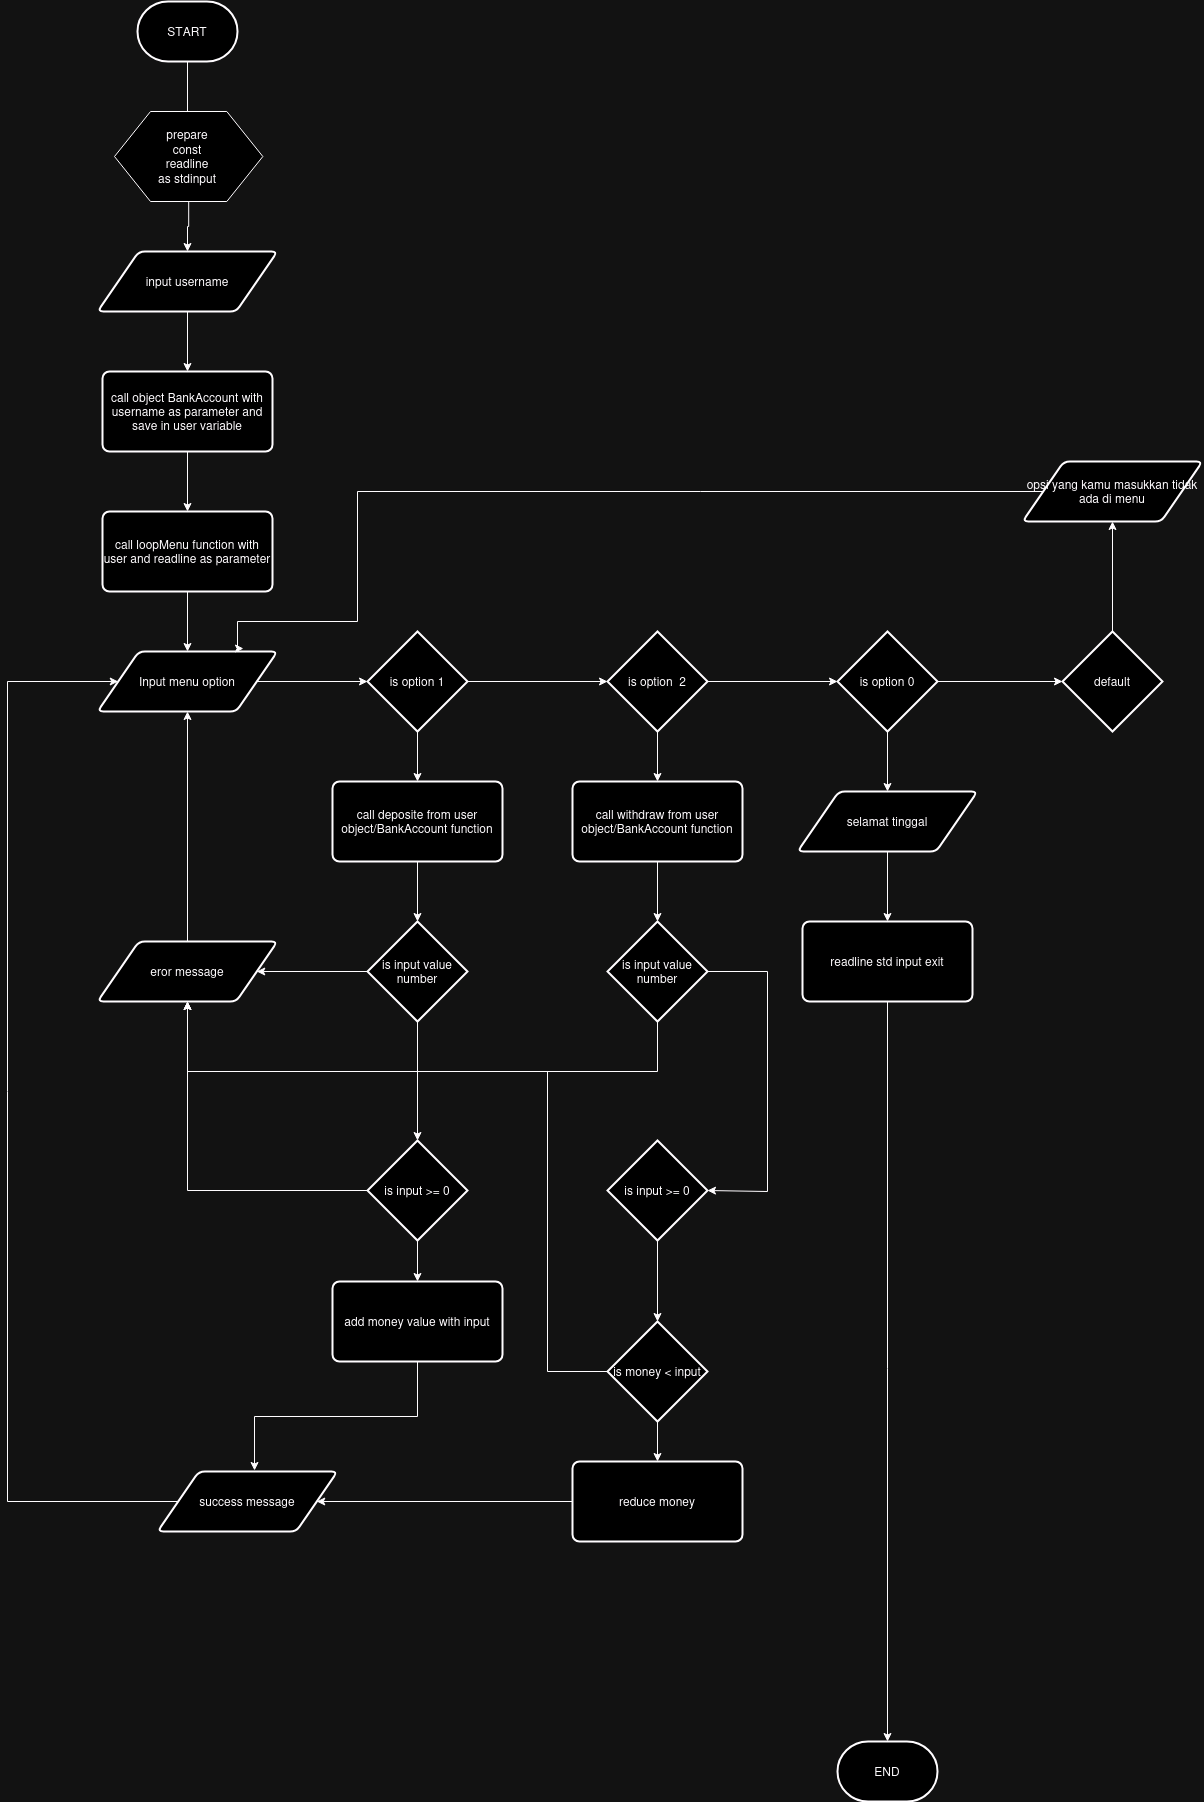 START
prepare
const
readline
as stdinput
input username
call object BankAccount with
username as parameter and
save in user variable
opsi yang kamu masukkan tidak
ada di menu
call loopMenu function with
user and readline as parameter
Input menu option
is option 1
is option 2
is option 0
default
call deposite from user
object/BankAccount function
call withdraw from user
object/BankAccount function
selamat tinggal
eror message
is input value
number
is input value
number
readline std input exit
is input >= 0
is input >= 0
add money value with input
is money < input
success message
reduce money
END